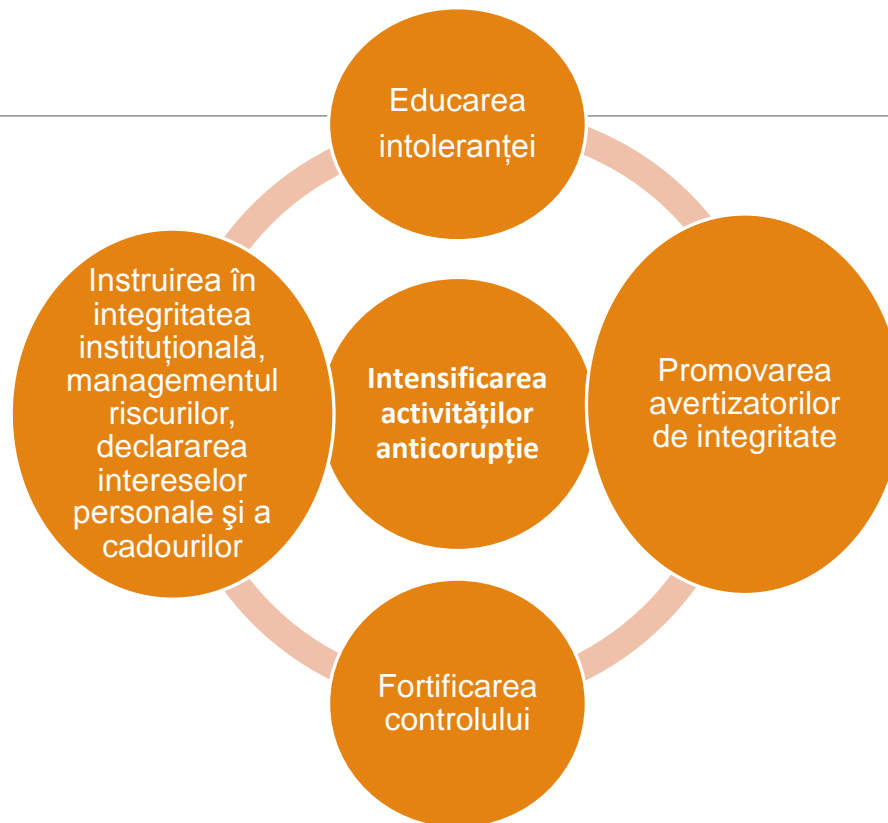 Educarea
intoleranței
Instruirea în
integritatea
instituțională,
managementul
riscurilor,
declararea
intereselor
personale şi a
cadourilor
Intensificarea
activităților
anticorupție
Promovarea
avertizatorilor
de integritate
Fortificarea
controlului